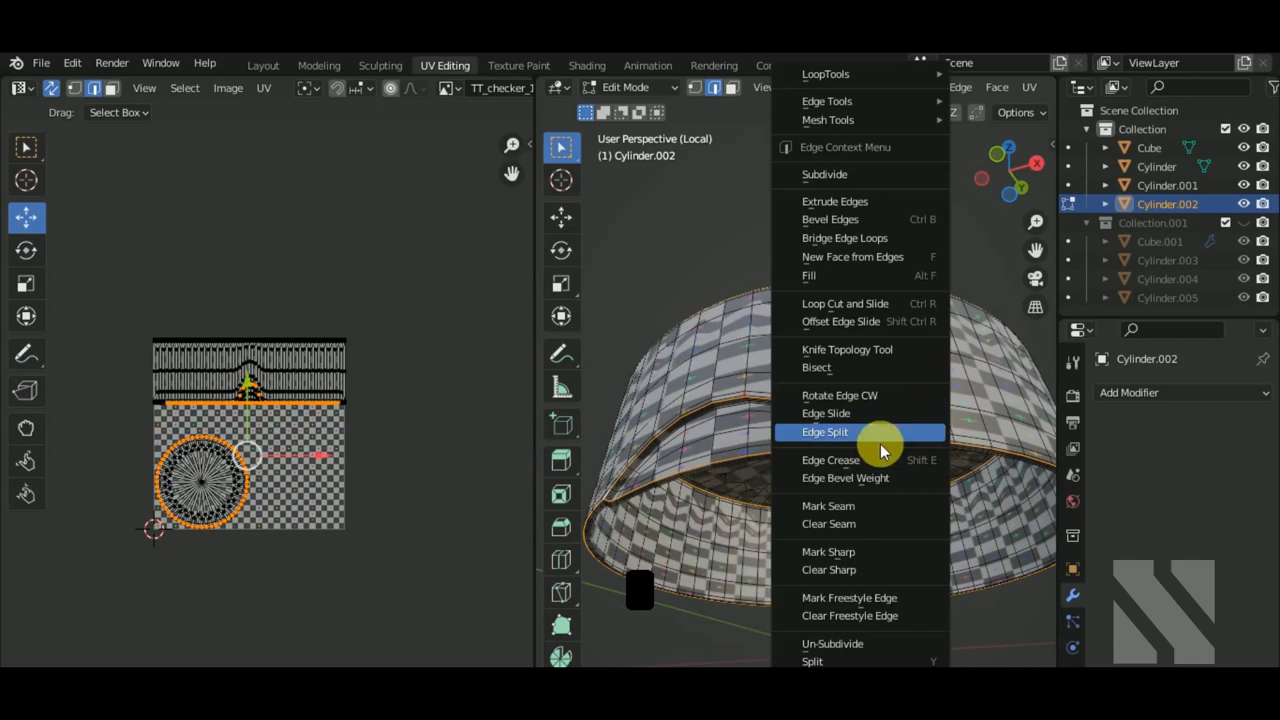 File Edit Render Window Help Layout Modeling Sculpting UV Editing Texture Paint Shading Animation Rendering Scene ViewLayer
View Select Image UV TT_checker_1 Edit Mode Edge Face UV
Drag: Select Box Options
User Perspective (Local)
(1) Cylinder.002
LoopTools
Edge Tools
Mesh Tools
Edge Context Menu
Subdivide
Extrude Edges
Bevel Edges Ctrl B
Bridge Edge Loops
New Face from Edges F
Fill Alt F
Loop Cut and Slide Ctrl R
Offset Edge Slide Shift Ctrl R
Knife Topology Tool
Bisect
Rotate Edge CW
Edge Slide
Edge Split
Edge Crease Shift E
Edge Bevel Weight
Mark Seam
Clear Seam
Mark Sharp
Clear Sharp
Mark Freestyle Edge
Clear Freestyle Edge
Un-Subdivide
Split Y
X
Y
Z
Scene Collection
Collection
Cube
Cylinder
Cylinder.001
Cylinder.002
Collection.001
Cube.001
Cylinder.003
Cylinder.004
Cylinder.005
Cylinder.002
Add Modifier